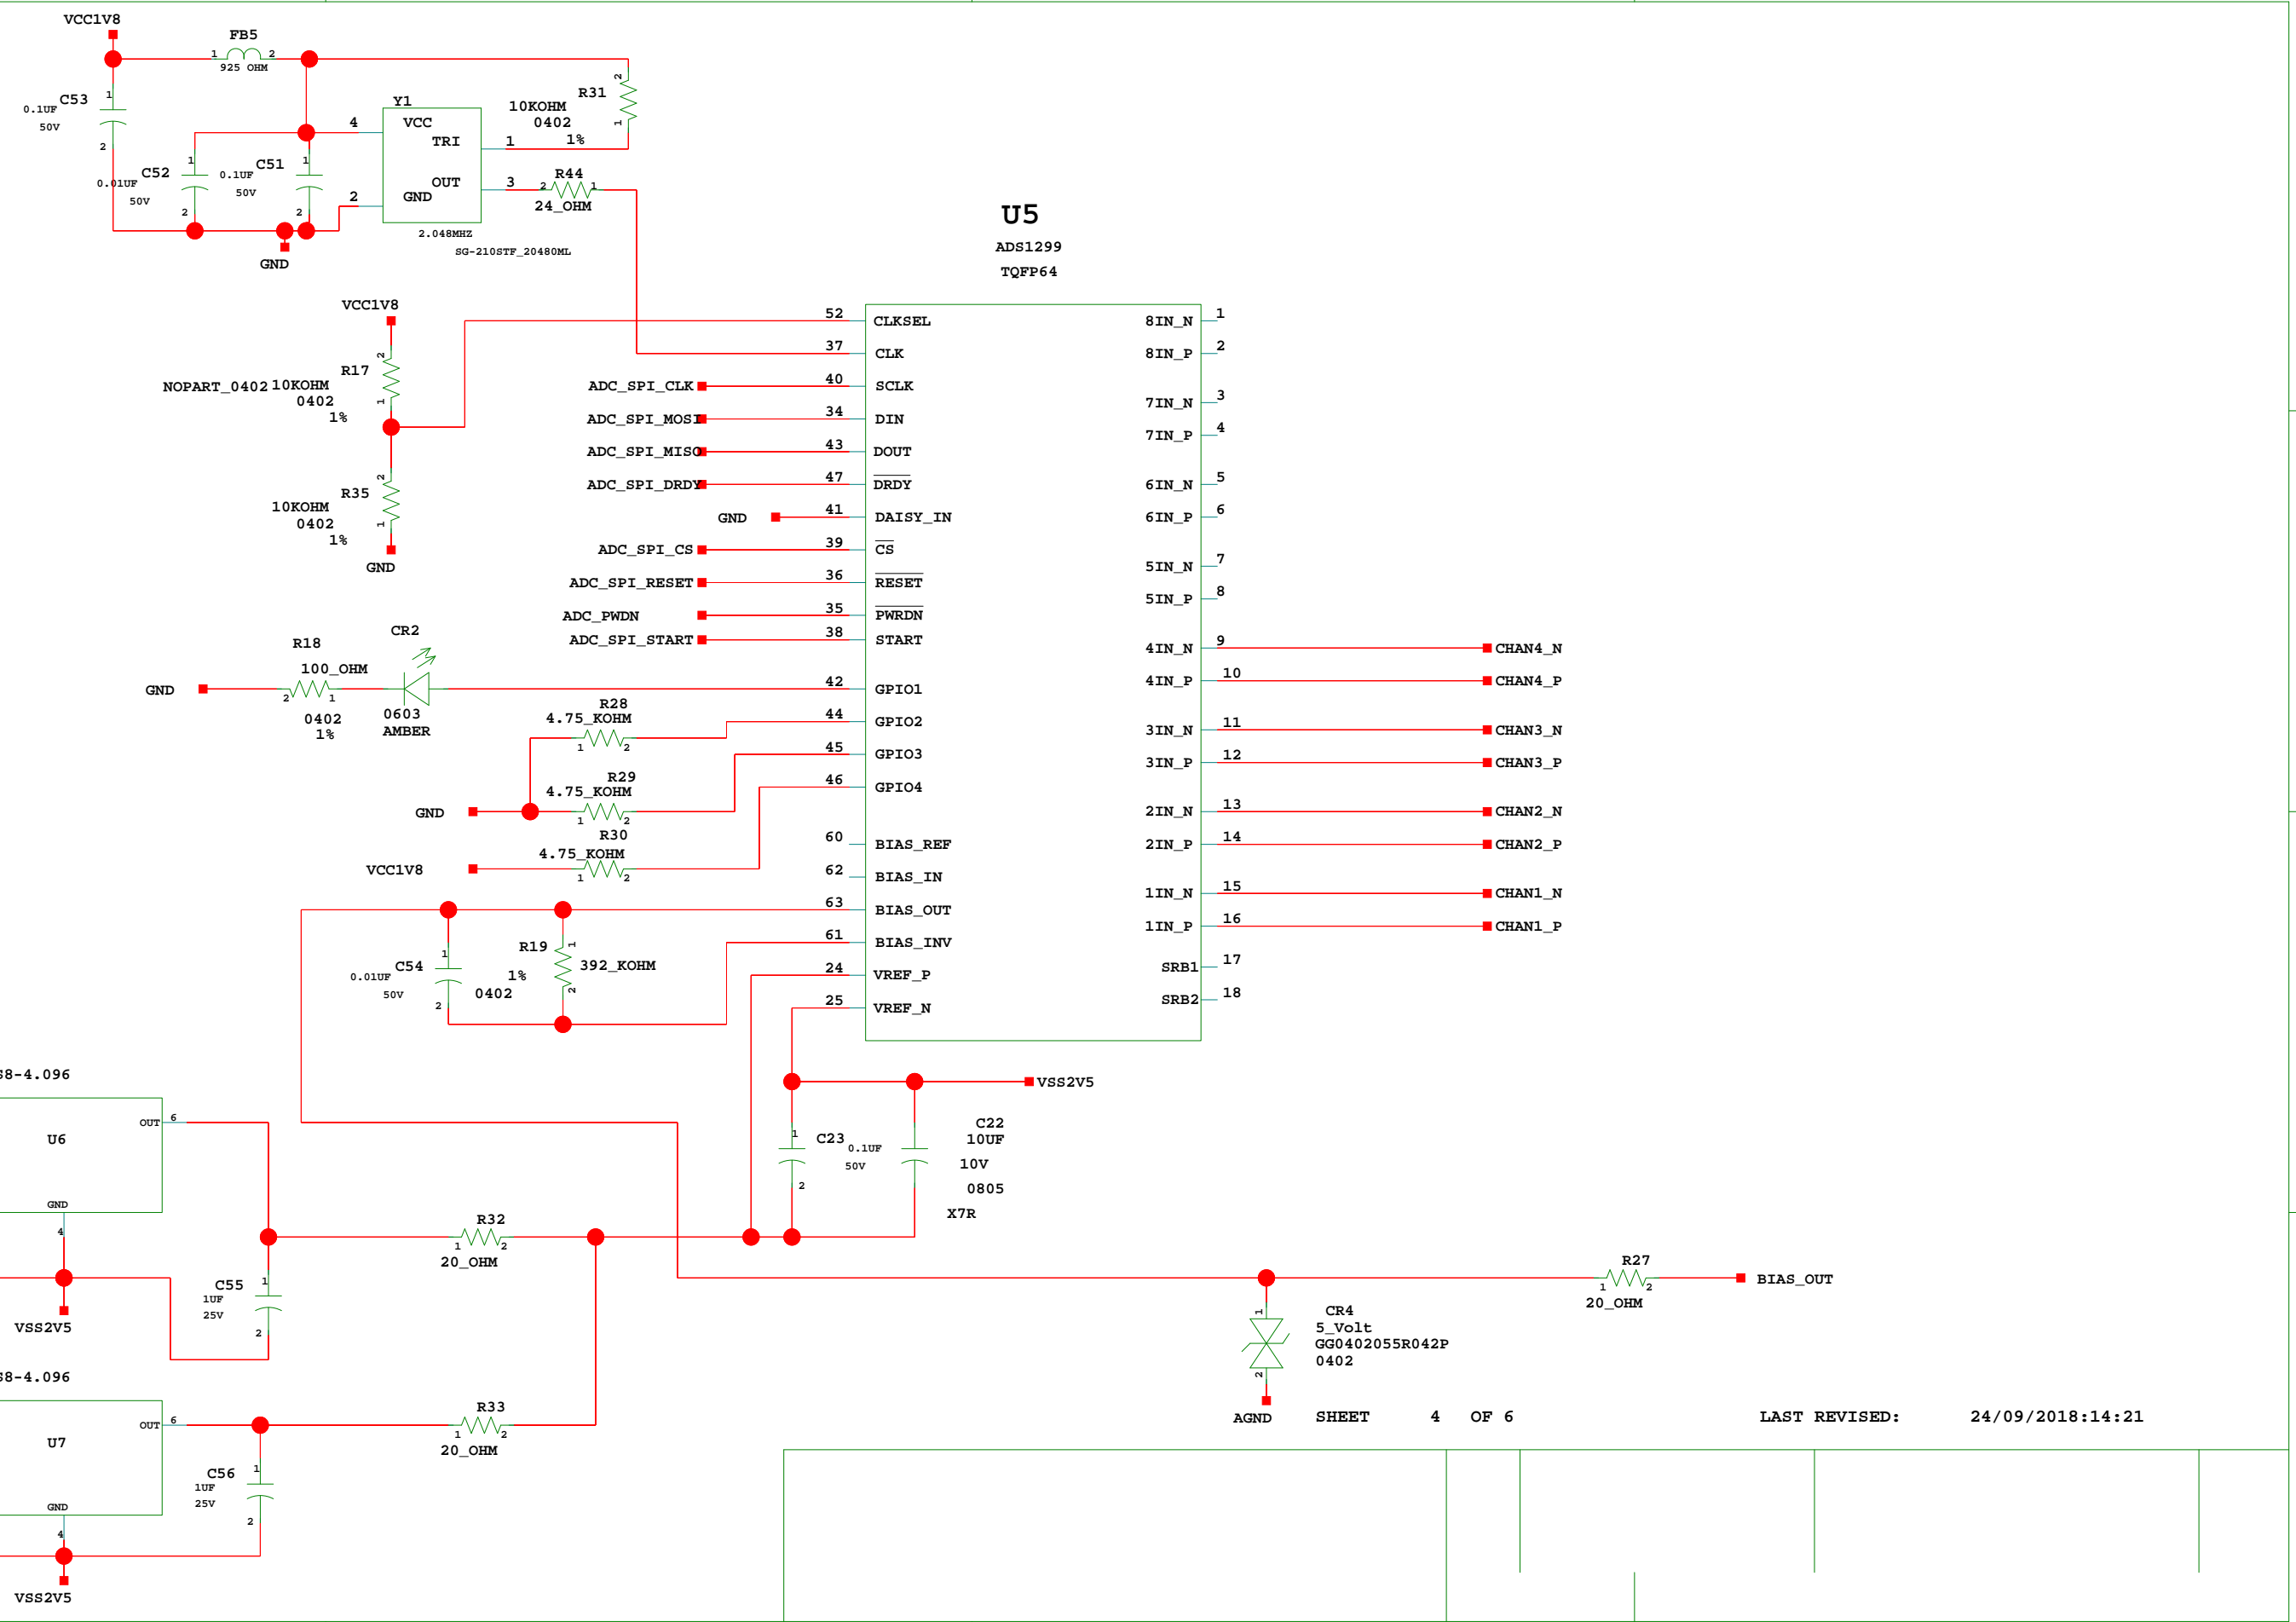 VCC1V8
FB5
1 2
925 OHM
C53
1
0.1UF
50V
2
C52
1
0.01UF
50V
2
C51
1
0.1UF
50V
2
GND
Y1
4 VCC
TRI 1
OUT 3
2 GND
2.048MHZ
SG-210STF_20480ML
R31
2
10KOHM
0402
1
1%
R44
2 1
24_OHM
U5
ADS1299
TQFP64
VCC1V8
2
R17
NOPART_0402 10KOHM
0402
1
1%
2
R35
10KOHM
0402
1
1%
GND
52 CLKSEL
37 CLK
ADC_SPI_CLK 40 SCLK
ADC_SPI_MOSI 34 DIN
ADC_SPI_MISO 43 DOUT
ADC_SPI_DRDY 47 DRDY
GND 41 DAISY_IN
ADC_SPI_CS 39 CS
ADC_SPI_RESET 36 RESET
ADC_PWDN 35 PWRDN
ADC_SPI_START 38 START
42 GPIO1
44 GPIO2
45 GPIO3
46 GPIO4
60 BIAS_REF
62 BIAS_IN
63 BIAS_OUT
61 BIAS_INV
24 VREF_P
25 VREF_N
8IN_N 1
8IN_P 2
7IN_N 3
7IN_P 4
6IN_N 5
6IN_P 6
5IN_N 7
5IN_P 8
4IN_N 9 CHAN4_N
4IN_P 10 CHAN4_P
3IN_N 11 CHAN3_N
3IN_P 12 CHAN3_P
2IN_N 13 CHAN2_N
2IN_P 14 CHAN2_P
1IN_N 15 CHAN1_N
1IN_P 16 CHAN1_P
SRB1 17
SRB2 18
R18
100_OHM
GND
2 1
0402
1%
CR2
0603
AMBER
R28
4.75_KOHM
1 2
R29
4.75_KOHM
GND
1 2
R30
4.75_KOHM
VCC1V8
1 2
1
C54
0.01UF
50V
2
1
R19
392_KOHM
1%
0402
2
VSS2V5
1
C23
0.1UF
50V
2
C22
10UF
10V
0805
X7R
S8-4.096
OUT 6
U6
GND
4
VSS2V5
1
C55
1UF
25V
2
R32
1 2
20_OHM
S8-4.096
OUT 6
U7
GND
4
VSS2V5
1
C56
1UF
25V
2
R33
1 2
20_OHM
R27
1 2
20_OHM
BIAS_OUT
1
CR4
5_Volt
GG0402055R042P
0402
2
AGND
SHEET 4 OF 6
LAST REVISED: 24/09/2018:14:21